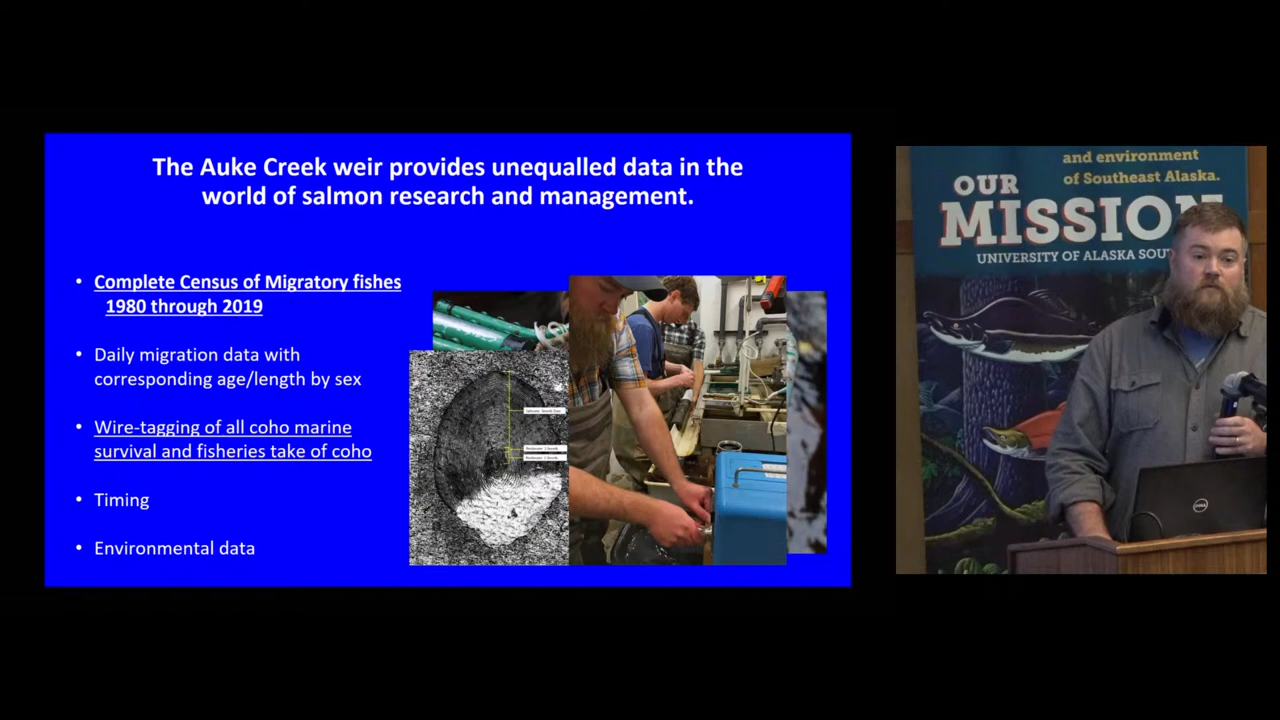 The Auke Creek weir provides unequalled data in the
world of salmon research and management.
• Complete Census of Migratory fishes
1980 through 2019
• Daily migration data with
corresponding age/length by sex
• Wire-tagging of all coho marine
survival and fisheries take of coho
• Timing
• Environmental data
and environment
of Southeast Alaska.
OUR
MISSION
UNIVERSITY OF ALASKA SOUT
DELL